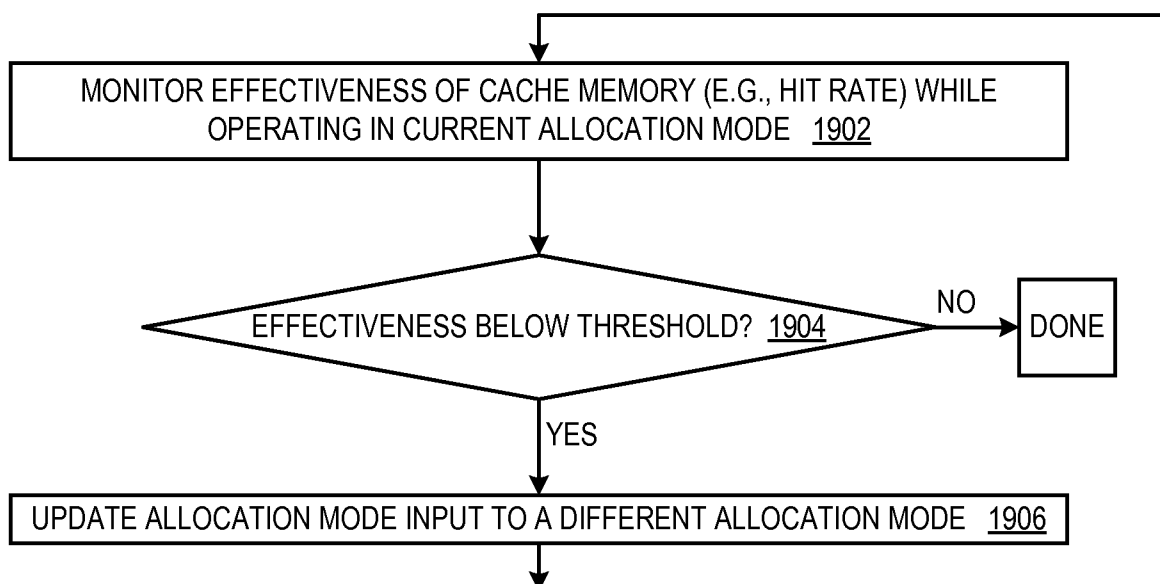 MONITOR EFFECTIVENESS OF CACHE MEMORY (E.G., HIT RATE) WHILE
OPERATING IN CURRENT ALLOCATION MODE 1902
EFFECTIVENESS BELOW THRESHOLD? 1904
NO
DONE
YES
UPDATE ALLOCATION MODE INPUT TO A DIFFERENT ALLOCATION MODE 1906